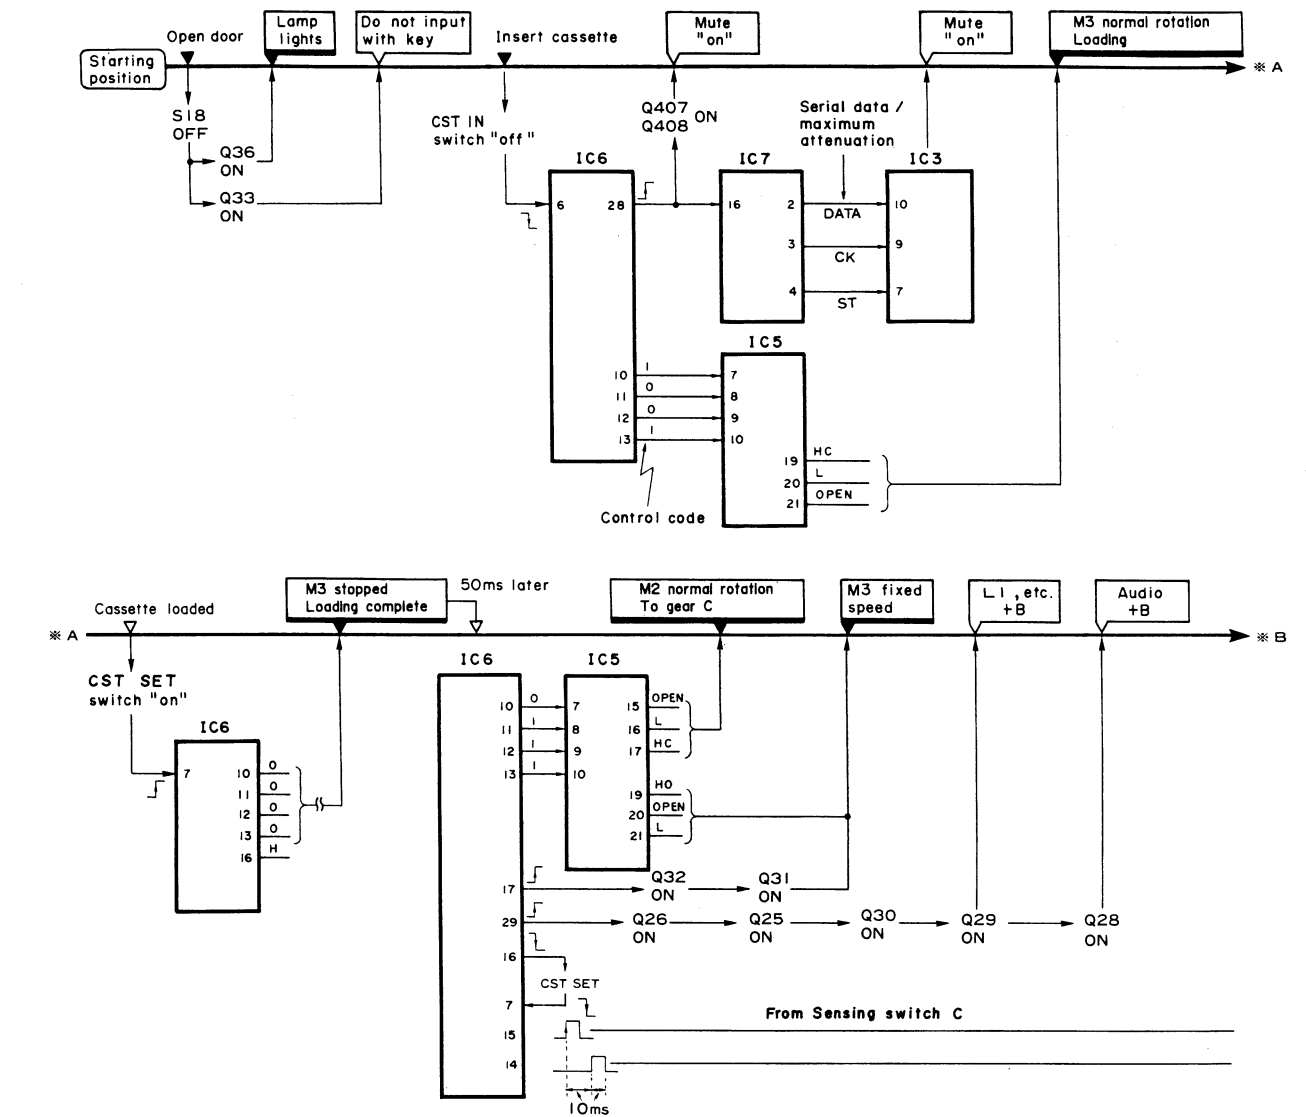 Starting
position
Open door
Lamp
lights
Do not input
with key
Insert cassette
Mute
"on"
Mute
"on"
M3 normal rotation
Loading
※ A
S18
OFF
Q36
ON
Q33
ON
CST IN
switch "off"
Q407
Q408
ON
Serial data /
maximum
attenuation
IC6
IC7
IC3
6
28
16
2
DATA
10
3
CK
9
4
ST
7
IC5
10
1
7
11
0
8
12
0
9
13
1
10
19
HC
20
L
21
OPEN
Control code
※ A
Cassette loaded
M3 stopped
Loading complete
50ms later
M2 normal rotation
To gear C
M3 fixed
speed
L1, etc.
+B
Audio
+B
※ B
CST SET
switch "on"
IC6
7
10
0
11
0
12
0
13
0
16
H
IC6
IC5
10
0
7
15
OPEN
11
1
8
16
L
12
1
9
17
HC
13
1
10
19
HO
20
OPEN
21
L
17
Q32
ON
Q31
ON
29
Q26
ON
Q25
ON
Q30
ON
Q29
ON
Q28
ON
16
CST SET
7
From Sensing switch C
15
14
10ms